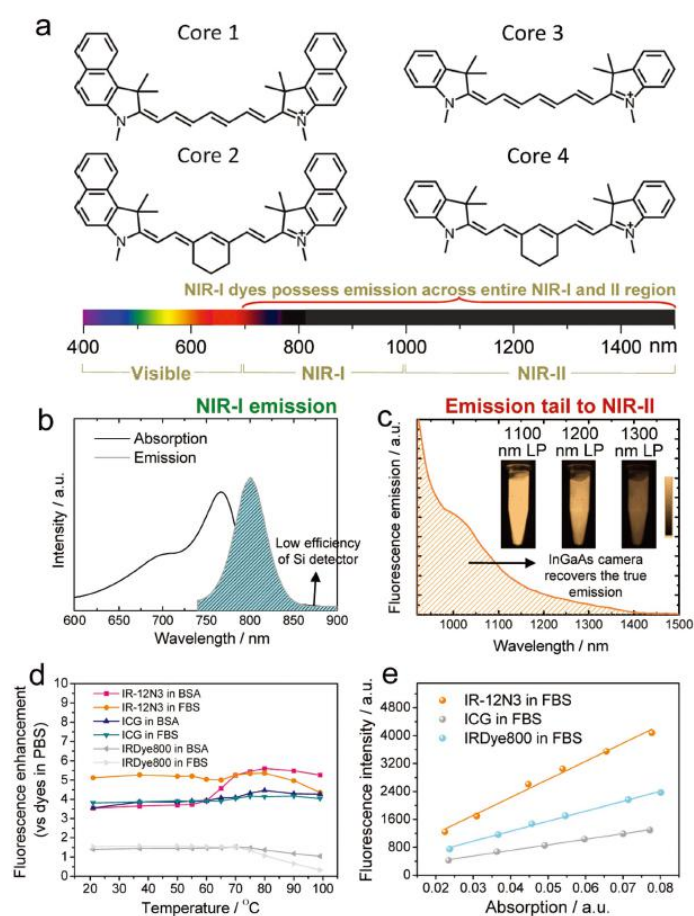 a
Core 1
Core 3
Core 2
Core 4
N
N+
N
N+
N
N+
N
N+
NIR-I dyes possess emission across entire NIR-I and II region
400 600 800 1000 1200 1400 nm
Visible NIR-I NIR-II
b
NIR-I emission
Absorption
Emission
Low efficiency
of Si detector
Intensity / a.u.
600 650 700 750 800 850 900
Wavelength / nm
c
Emission tail to NIR-II
1100 1200 1300
nm LP nm LP nm LP
InGaAs camera
recovers the true
emission
Fluorescence emission / a.u.
1000 1100 1200 1300 1400 1500
Wavelength / nm
d
IR-12N3 in BSA
IR-12N3 in FBS
ICG in BSA
ICG in FBS
IRDye800 in BSA
IRDye800 in FBS
Fluorescence enhancement
(vs dyes in PBS)
10
9
8
7
6
5
4
3
2
1
0
20 30 40 50 60 70 80 90 100
Temperature / °C
e
IR-12N3 in FBS
ICG in FBS
IRDye800 in FBS
Fluorescence intensity / a.u.
4800
4000
3200
2400
1600
800
0
0.02 0.03 0.04 0.05 0.06 0.07 0.08
Absorption / a.u.